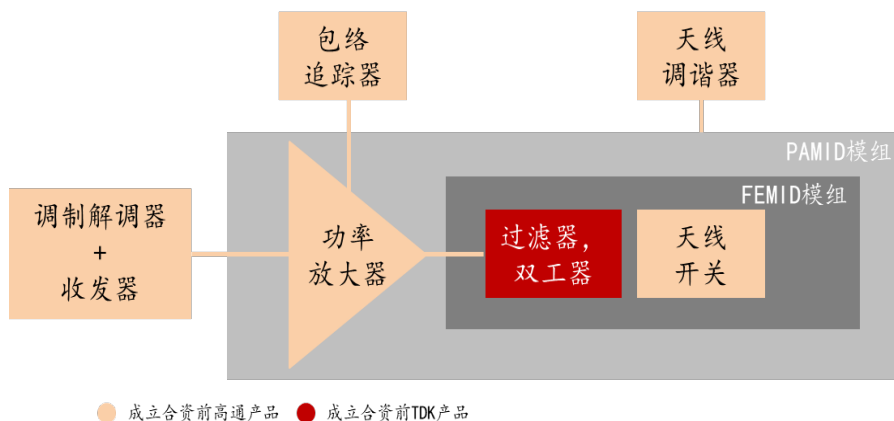 包络
追踪器
天线
调谐器
PAMID模组
FEMID模组
调制解调器
+
收发器
功率
放大器
过滤器,
双工器
天线
开关
成立合资前高通产品
成立合资前TDK产品